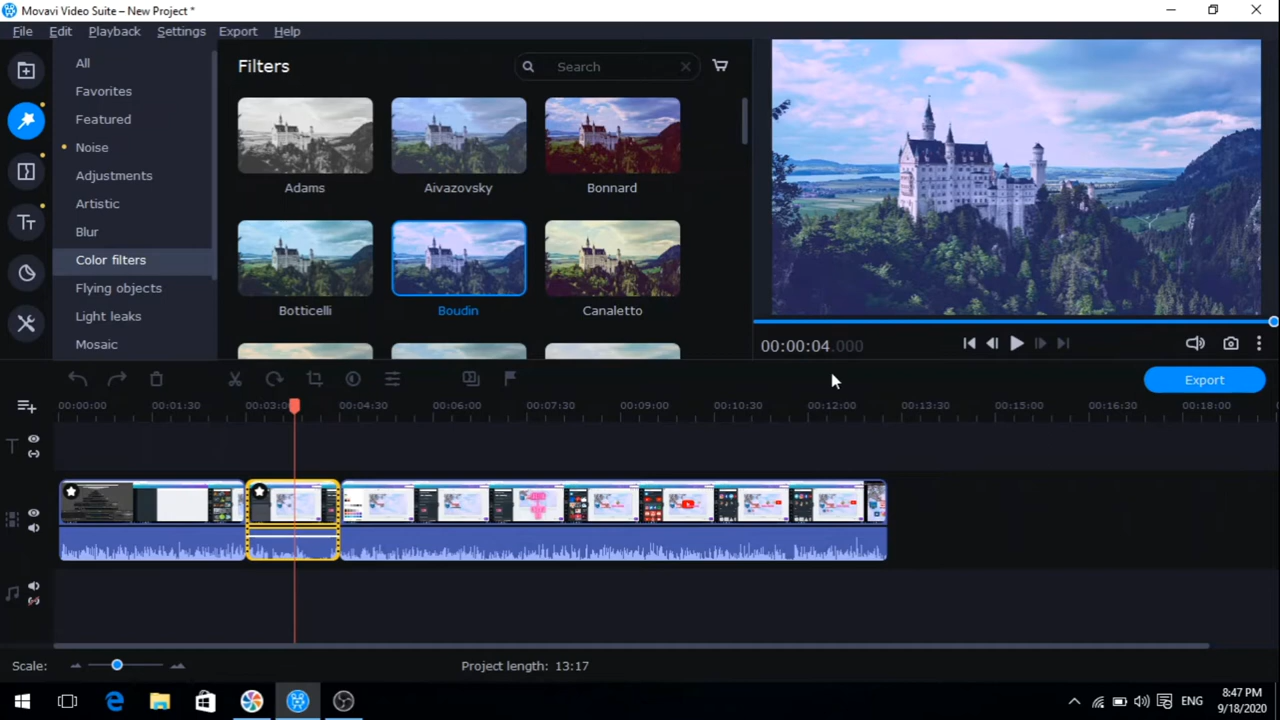 Movavi Video Suite – New Project *
File Edit Playback Settings Export Help
All
Favorites
Featured
Noise
Adjustments
Artistic
Blur
Color filters
Flying objects
Light leaks
Mosaic
Filters
Search
Adams Aivazovsky Bonnard
Botticelli Boudin Canaletto
00:00:04.000
Export
00:00:00 00:01:30 00:03:0 00:04:30 00:06:00 00:07:30 00:09:00 00:10:30 00:12:00 00:13:30 00:15:00 00:16:30 00:18:00
Scale:
Project length: 13:17
ENG
8:47 PM
9/18/2020